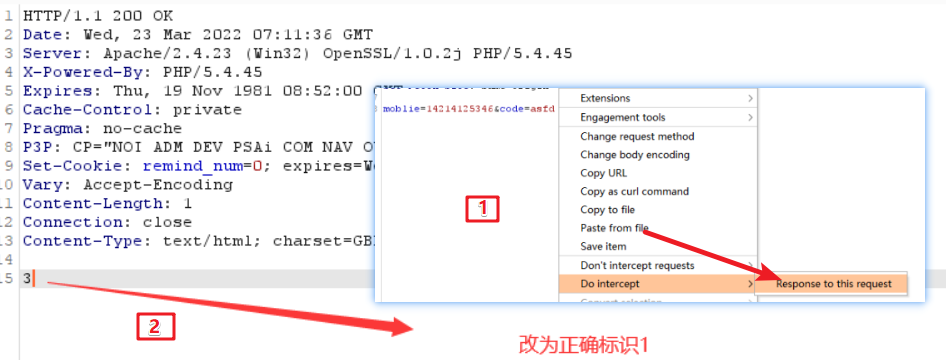 1 HTTP/1.1 200 OK
2 Date: Wed, 23 Mar 2022 07:11:36 GMT
3 Server: Apache/2.4.23 (Win32) OpenSSL/1.0.2j PHP/5.4.45
4 X-Powered-By: PHP/5.4.45
5 Expires: Thu, 19 Nov 1981 08:52:00 GMT
6 Cache-Control: private
7 Pragma: no-cache
8 P3P: CP="NOI ADM DEV PSAi COM NAV O
9 Set-Cookie: remind_num=0; expires=W
10 Vary: Accept-Encoding
11 Content-Length: 1
12 Connection: close
13 Content-Type: text/html; charset=GB
14
15 3
moblie=14214125346&code=asfd
1
Extensions
Engagement tools
Change request method
Change body encoding
Copy URL
Copy as curl command
Copy to file
Paste from file
Save item
Don't intercept requests
Do intercept
Response to this request
2
改为正确标识1